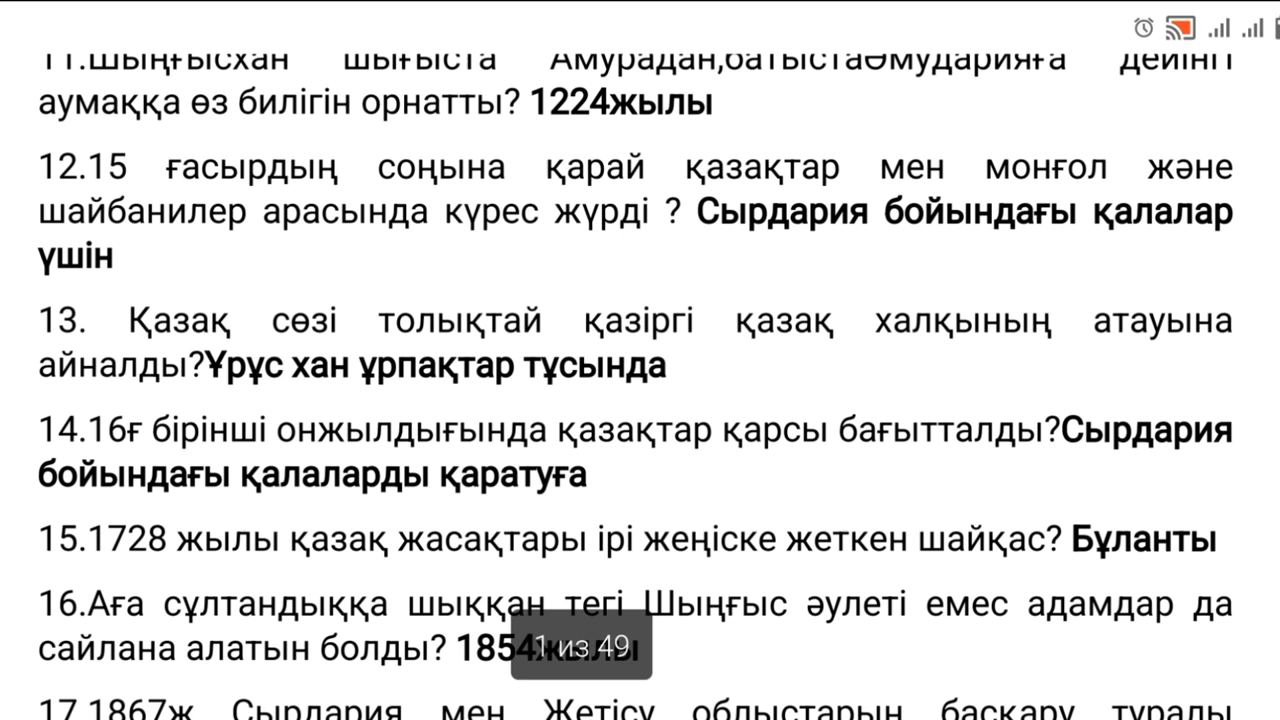 11.Шыңғысхан шығыста Амурадан,батыстаӘмударияға дейінгі
аумаққа өз билігін орнатты? 1224жылы
12.15 ғасырдың соңына қарай қазақтар мен монғол және
шайбанилер арасында күрес жүрді ? Сырдария бойындағы қалалар
үшін
13. Қазақ сөзі толықтай қазіргі қазақ халқының атауына
айналды?Ұрұс хан ұрпақтар тұсында
14.16ғ бірінші онжылдығында қазақтар қарсы бағытталды?Сырдария
бойындағы қалаларды қаратуға
15.1728 жылы қазақ жасақтары ірі жеңіске жеткен шайқас? Бұланты
16.Аға сұлтандыққа шыққан тегі Шыңғыс әулеті емес адамдар да
сайлана алатын болды? 1854жылы
1 из 49
17.1867ж Сырдария мен Жетісу облыстарын басқару туралы